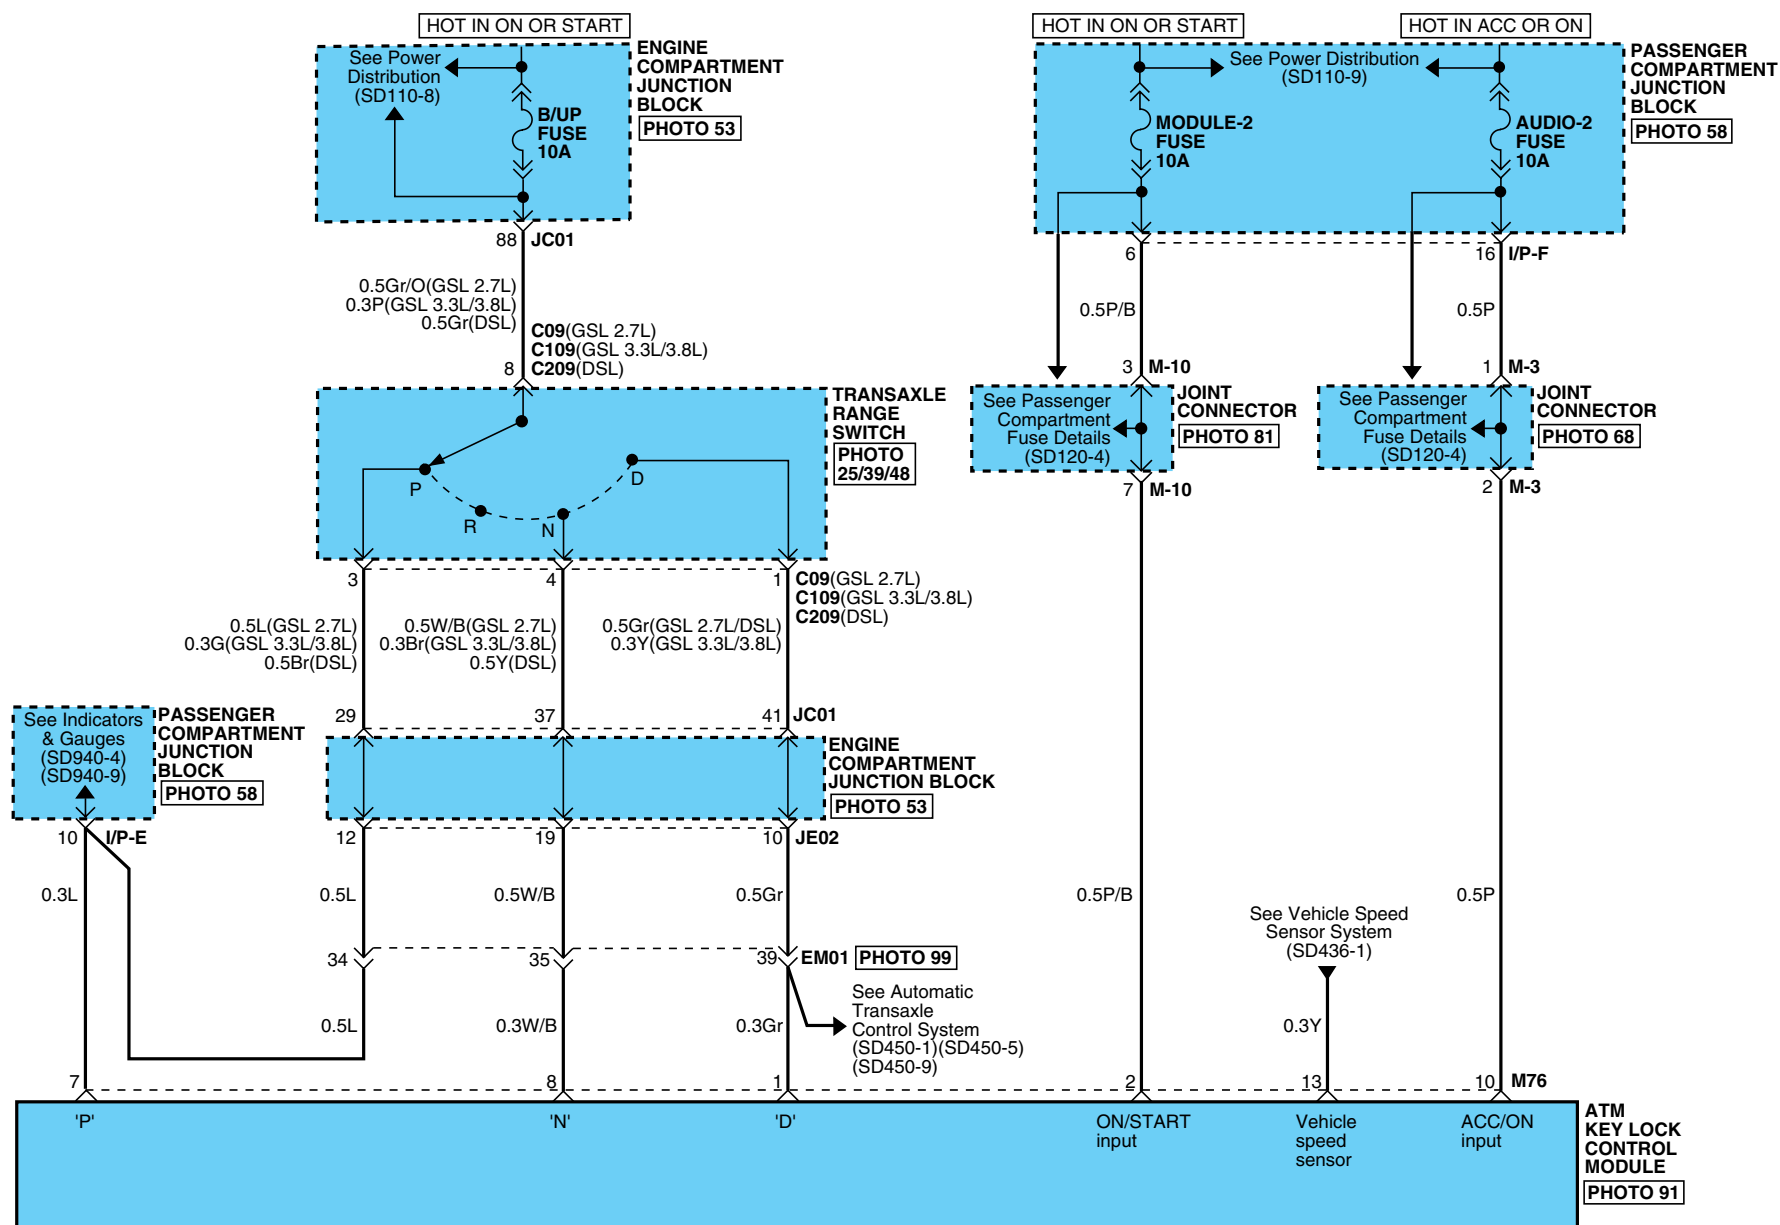 HOT IN ON OR START
HOT IN ON OR START
HOT IN ACC OR ON
See Power
Distribution
(SD110-8)
B/UP
FUSE
10A
ENGINE
COMPARTMENT
JUNCTION
BLOCK
PHOTO 53
See Power Distribution
(SD110-9)
MODULE-2
FUSE
10A
AUDIO-2
FUSE
10A
PASSENGER
COMPARTMENT
JUNCTION
BLOCK
PHOTO 58
88 JC01
6
16 I/P-F
0.5Gr/O(GSL 2.7L)
0.3P(GSL 3.3L/3.8L)
0.5Gr(DSL)
0.5P/B
0.5P
C09(GSL 2.7L)
C109(GSL 3.3L/3.8L)
8 C209(DSL)
3 M-10
1 M-3
TRANSAXLE
RANGE
SWITCH
PHOTO
25/39/48
P
R
N
D
See Passenger
Compartment
Fuse Details
(SD120-4)
JOINT
CONNECTOR
PHOTO 81
See Passenger
Compartment
Fuse Details
(SD120-4)
JOINT
CONNECTOR
PHOTO 68
7 M-10
2 M-3
3
4
1
C09(GSL 2.7L)
C109(GSL 3.3L/3.8L)
C209(DSL)
0.5L(GSL 2.7L)
0.3G(GSL 3.3L/3.8L)
0.5Br(DSL)
0.5W/B(GSL 2.7L)
0.3Br(GSL 3.3L/3.8L)
0.5Y(DSL)
0.5Gr(GSL 2.7L/DSL)
0.3Y(GSL 3.3L/3.8L)
See Indicators
& Gauges
(SD940-4)
(SD940-9)
PASSENGER
COMPARTMENT
JUNCTION
BLOCK
PHOTO 58
29
37
41 JC01
ENGINE
COMPARTMENT
JUNCTION BLOCK
PHOTO 53
10 I/P-E
12
19
10 JE02
0.3L
0.5L
0.5W/B
0.5Gr
0.5P/B
0.5P
34
35
39 EM01 PHOTO 99
See Vehicle Speed
Sensor System
(SD436-1)
See Automatic
Transaxle
Control System
(SD450-1)(SD450-5)
(SD450-9)
0.5L
0.3W/B
0.3Gr
0.3Y
7
8
1
2
13
10 M76
'P'
'N'
'D'
ON/START
input
Vehicle
speed
sensor
ACC/ON
input
ATM
KEY LOCK
CONTROL
MODULE
PHOTO 91